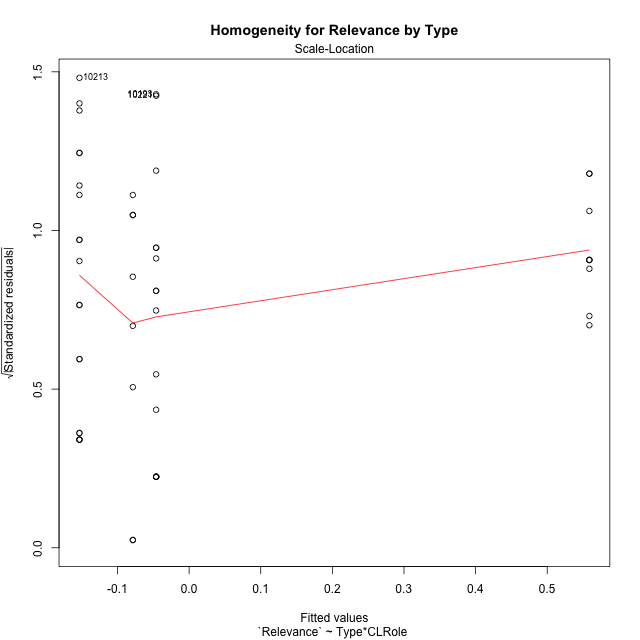 Homogeneity for Relevance by Type
Scale-Location
1.5
1.0
0.5
0.0
√|Standardized residuals|
10213
-0.1
0.0
0.1
0.2
0.3
0.4
0.5
Fitted values
`Relevance` ~ Type*CLRole